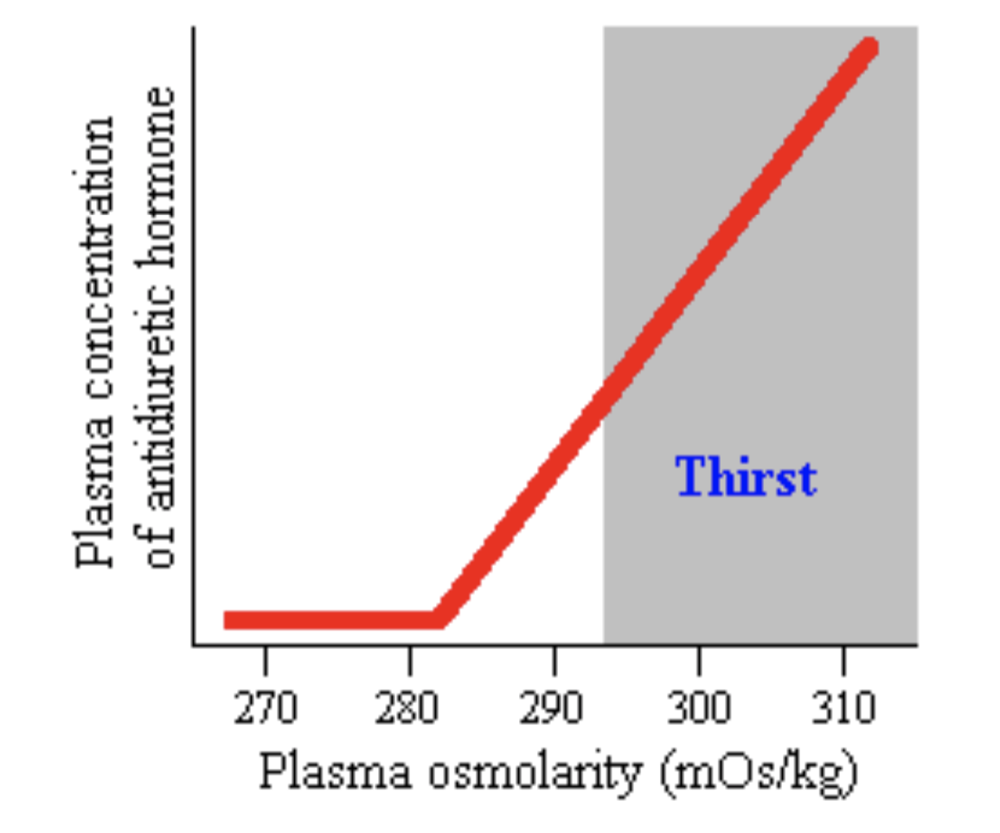 Plasma concentration
of antidiuretic hormone
Thirst
270 280 290 300 310
Plasma osmolarity (mOs/kg)